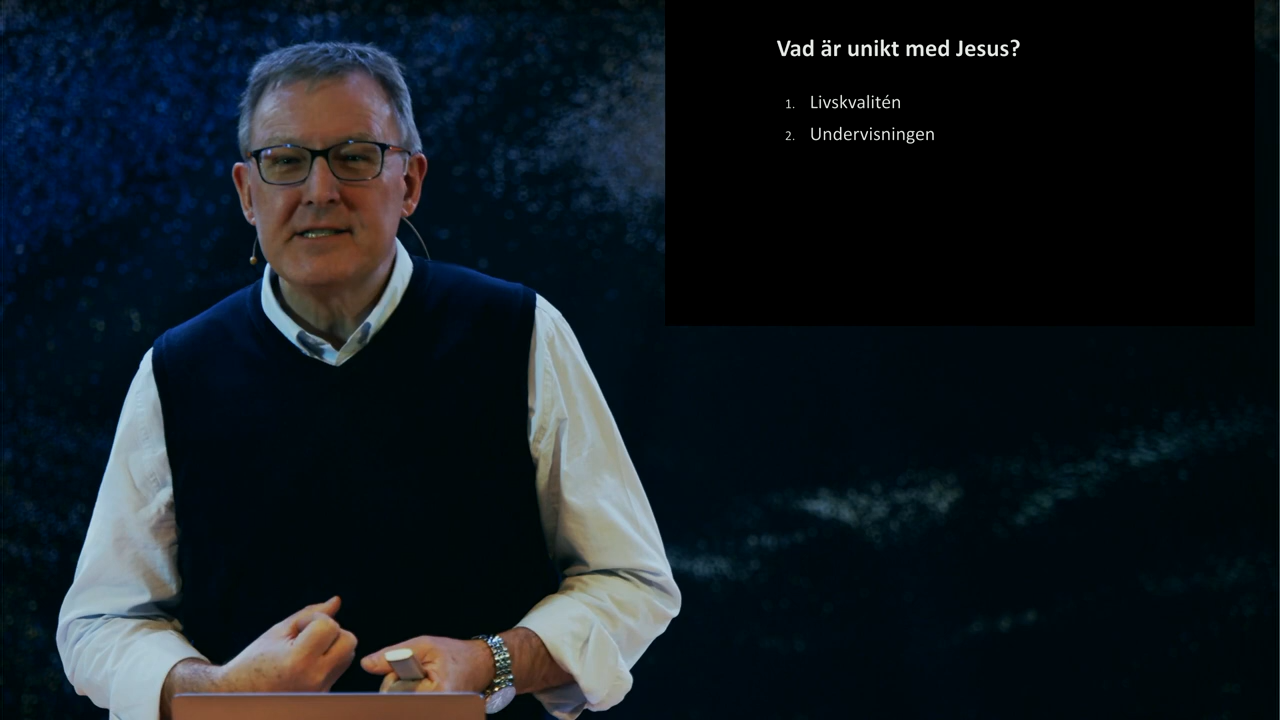 Vad är unikt med Jesus?
1. Livskvalitén
2. Undervisningen